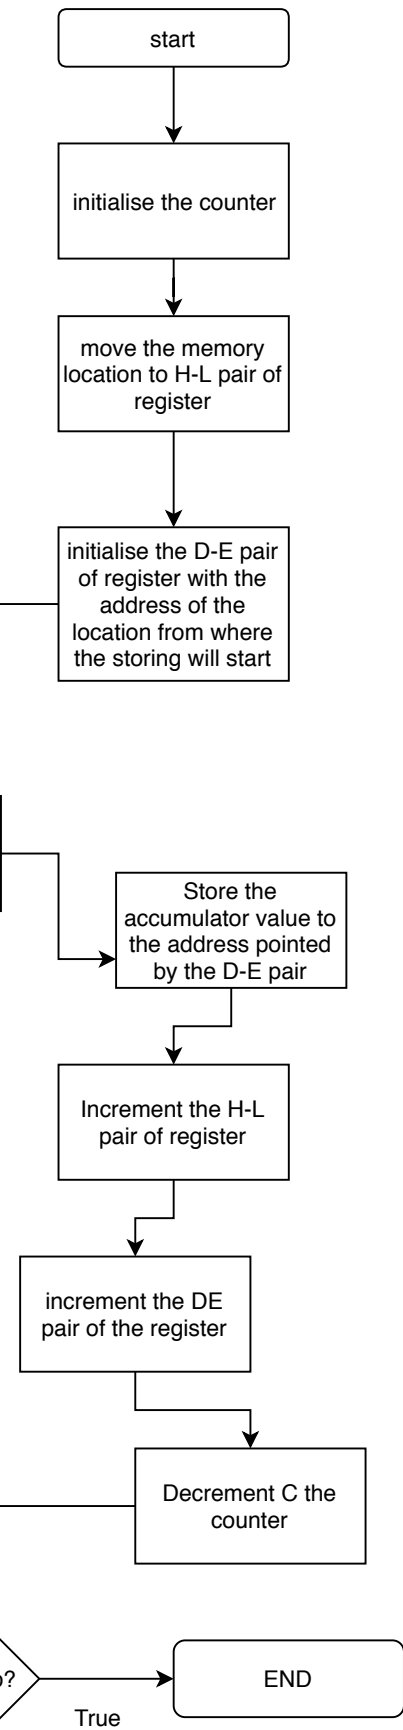 start
initialise the counter
move the memory
location to H-L pair of
register
initialise the D-E pair
of register with the
address of the
location from where
the storing will start
Store the
accumulator value to
the address pointed
by the D-E pair
Increment the H-L
pair of register
increment the DE
pair of the register
Decrement C the
counter
END
True